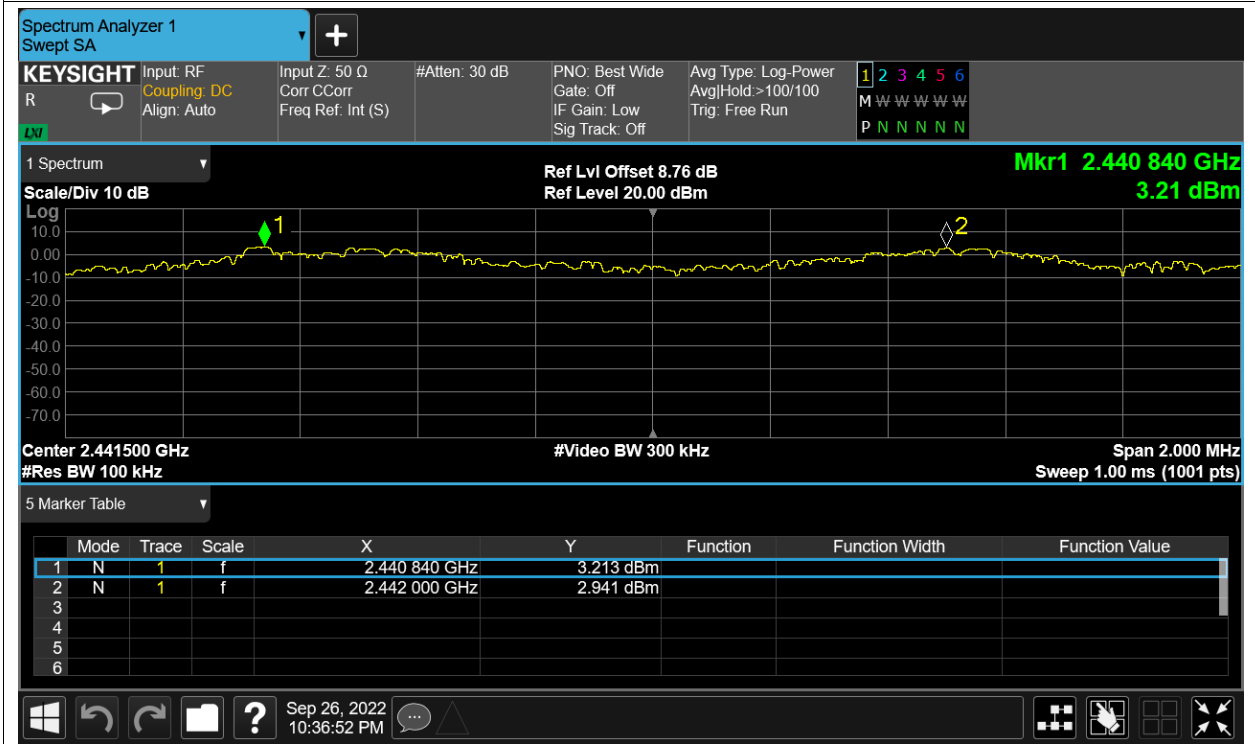 Spectrum Analyzer 1
Swept SA
+
KEYSIGHT Input: RF Input Z: 50 Ω #Atten: 30 dB PNO: Best Wide Avg Type: Log-Power 1 2 3 4 5 6
R Coupling: DC Corr CCorr Gate: Off Avg|Hold:>100/100 M W W W W W
Align: Auto Freq Ref: Int (S) IF Gain: Low Trig: Free Run
LXI Sig Track: Off P N N N N N
1 Spectrum Ref Lvl Offset 8.76 dB Mkr1 2.440 840 GHz
Scale/Div 10 dB Ref Level 20.00 dBm 3.21 dBm
Log
10.0 1 2
0.00
-10.0
-20.0
-30.0
-40.0
-50.0
-60.0
-70.0
Center 2.441500 GHz #Video BW 300 kHz Span 2.000 MHz
#Res BW 100 kHz Sweep 1.00 ms (1001 pts)
5 Marker Table
Mode Trace Scale X Y Function Function Width Function Value
1 N 1 f 2.440 840 GHz 3.213 dBm
2 N 1 f 2.442 000 GHz 2.941 dBm
3
4
5
6
? Sep 26, 2022
10:36:52 PM